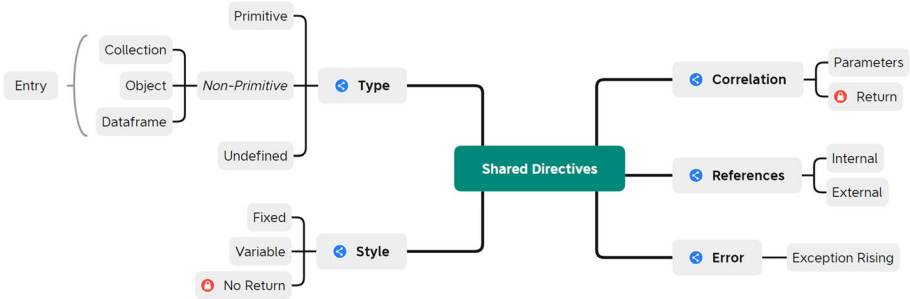 Shared Directives
Type
Primitive
Non-Primitive
Collection
Object
Dataframe
Entry
Undefined
Style
Fixed
Variable
No Return
Correlation
Parameters
Return
References
Internal
External
Error
Exception Rising